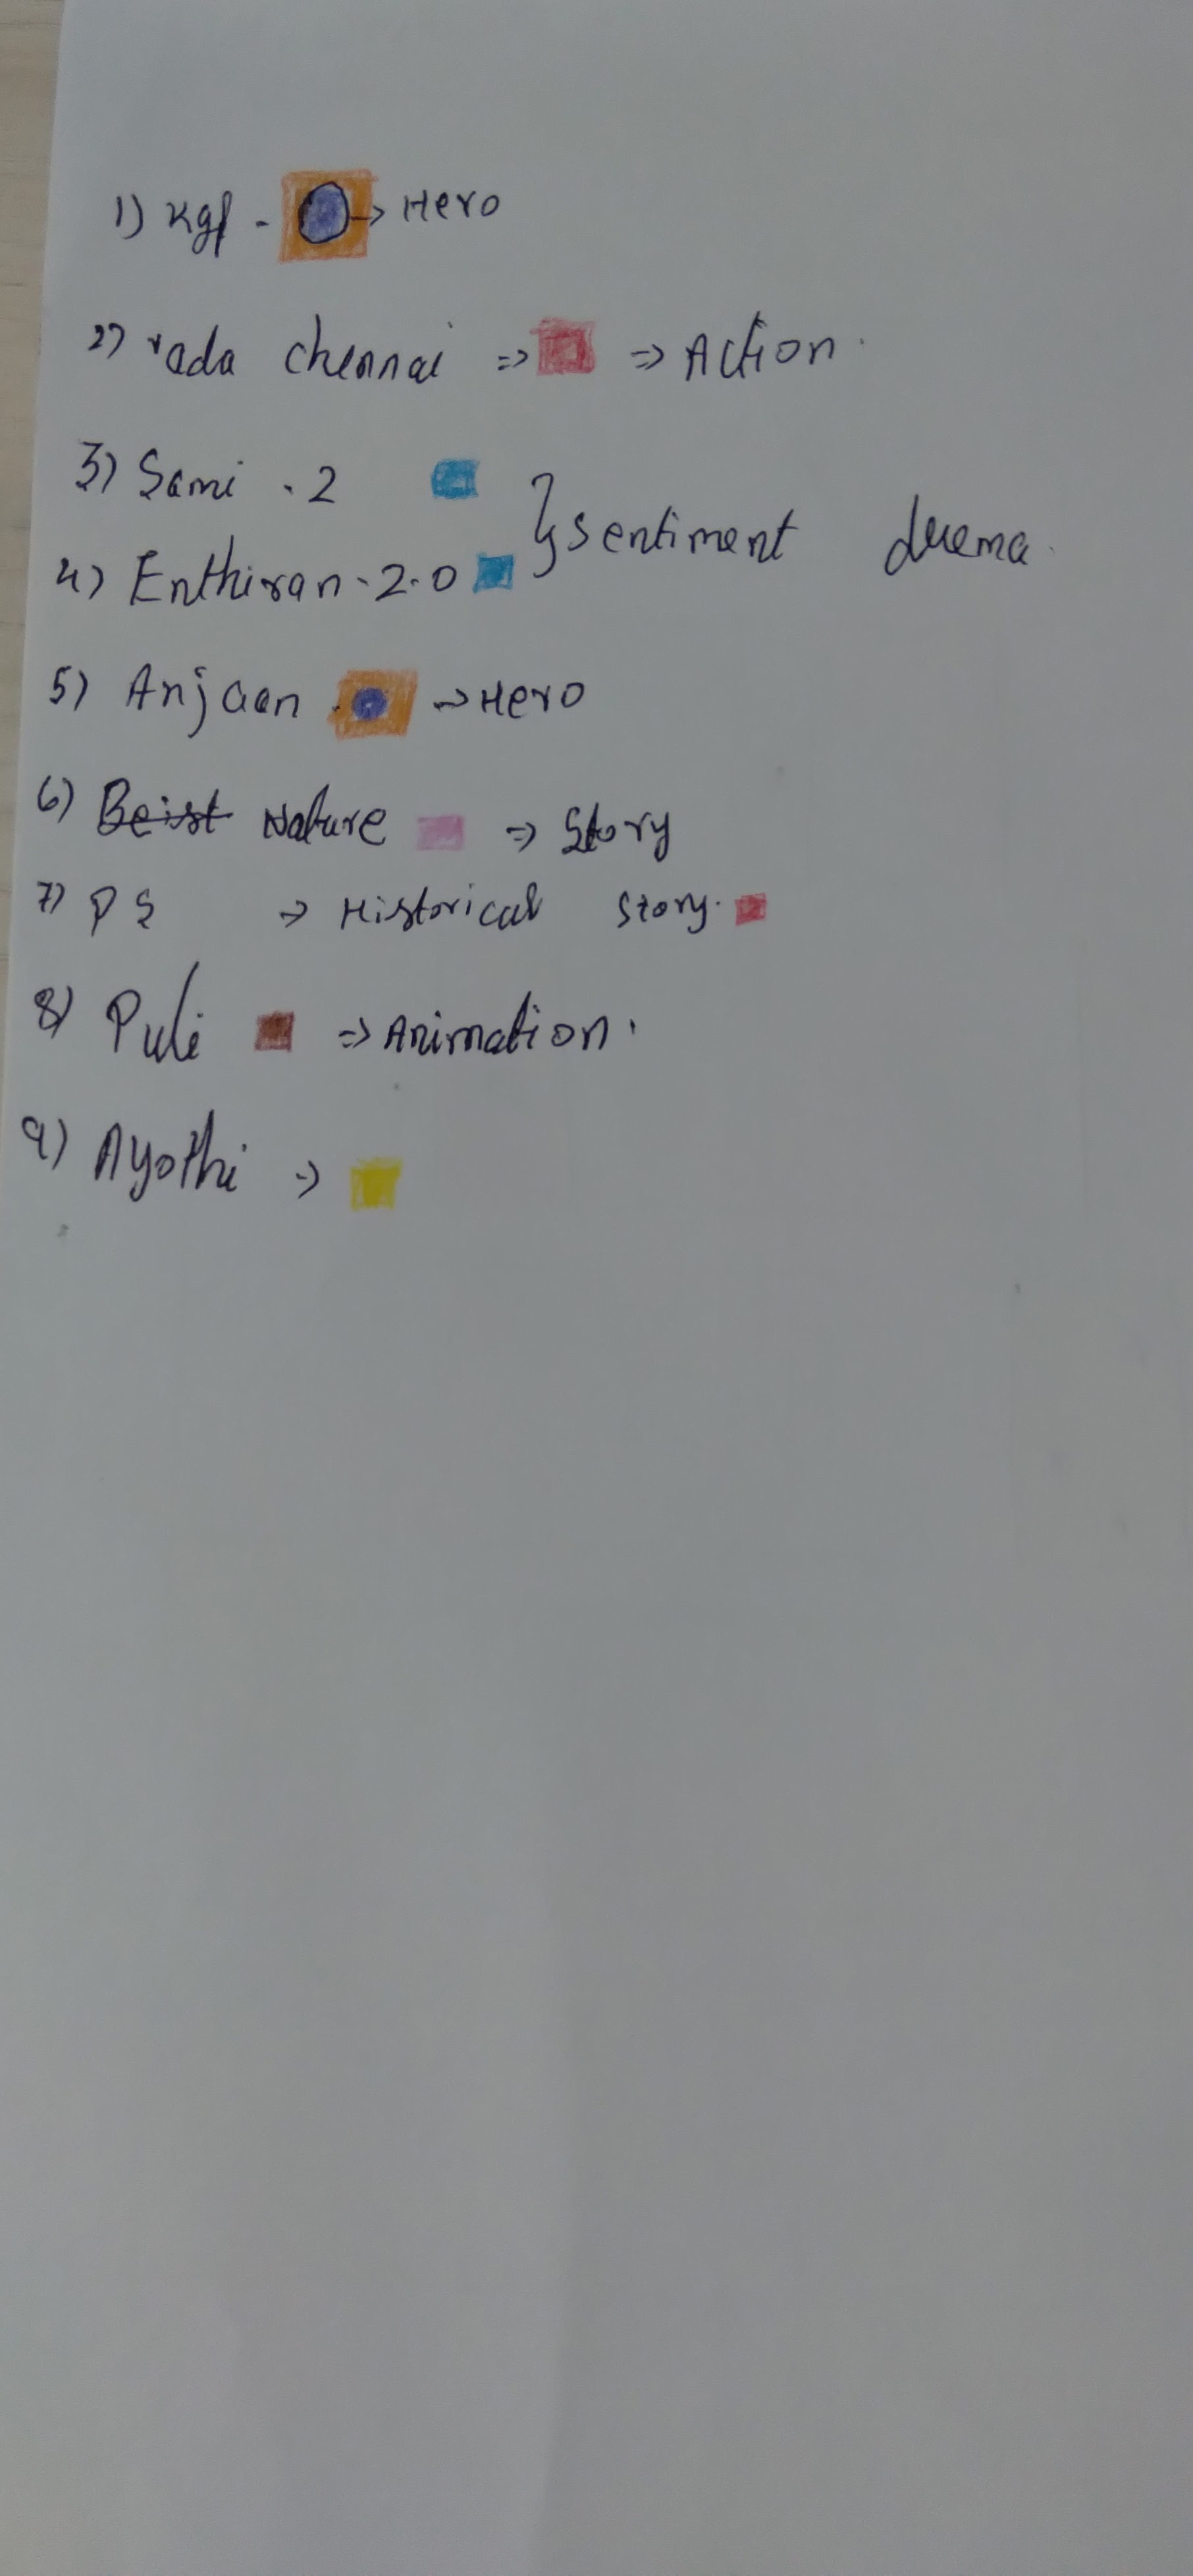 1) Kgf - → Hero
2) vada chennai ⇒ ⇒ Action.
3) Sami . 2
} sentiment drema.
4) Enthiran . 2.0
5) Anjaan . → Hero
6) Beist Nature ⇒ Story
7) PS ⇒ Historical Story.
8) Puli ⇒ Animation.
9) Ayothi ⇒